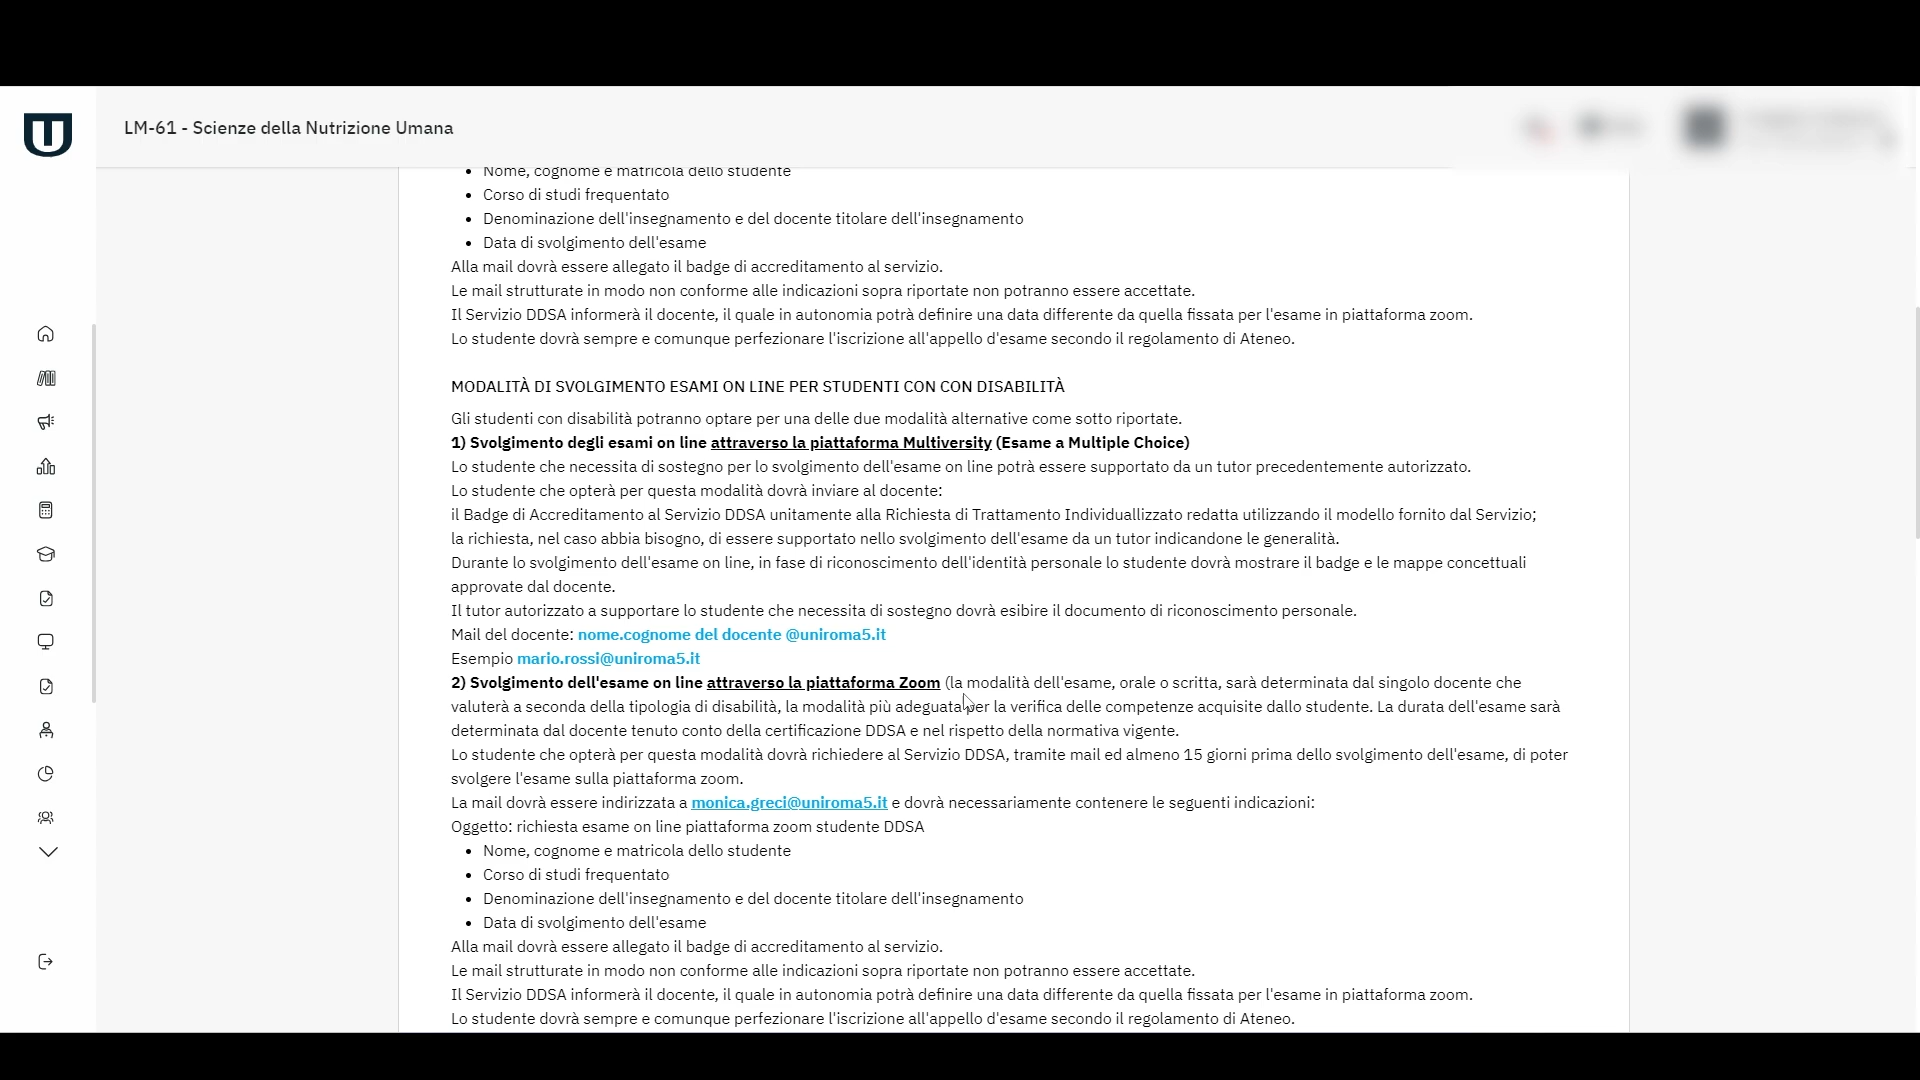 LM-61 - Scienze della Nutrizione Umana
Nome, cognome e matricola dello studente
Corso di studi frequentato
Denominazione dell'insegnamento e del docente titolare dell'insegnamento
Data di svolgimento dell'esame
Alla mail dovrà essere allegato il badge di accreditamento al servizio.
Le mail strutturate in modo non conforme alle indicazioni sopra riportate non potranno essere accettate.
Il Servizio DDSA informerà il docente, il quale in autonomia potrà definire una data differente da quella fissata per l'esame in piattaforma zoom.
Lo studente dovrà sempre e comunque perfezionare l'iscrizione all'appello d'esame secondo il regolamento di Ateneo.
MODALITÀ DI SVOLGIMENTO ESAMI ON LINE PER STUDENTI CON CON DISABILITÀ
Gli studenti con disabilità potranno optare per una delle due modalità alternative come sotto riportate.
1) Svolgimento degli esami on line attraverso la piattaforma Multiversity (Esame a Multiple Choice)
Lo studente che necessita di sostegno per lo svolgimento dell'esame on line potrà essere supportato da un tutor precedentemente autorizzato.
Lo studente che opterà per questa modalità dovrà inviare al docente:
il Badge di Accreditamento al Servizio DDSA unitamente alla Richiesta di Trattamento Individuallizzato redatta utilizzando il modello fornito dal Servizio;
la richiesta, nel caso abbia bisogno, di essere supportato nello svolgimento dell'esame da un tutor indicandone le generalità.
Durante lo svolgimento dell'esame on line, in fase di riconoscimento dell'identità personale lo studente dovrà mostrare il badge e le mappe concettuali
approvate dal docente.
Il tutor autorizzato a supportare lo studente che necessita di sostegno dovrà esibire il documento di riconoscimento personale.
Mail del docente: nome.cognome del docente @uniroma5.it
Esempio mario.rossi@uniroma5.it
2) Svolgimento dell'esame on line attraverso la piattaforma Zoom (la modalità dell'esame, orale o scritta, sarà determinata dal singolo docente che
valuterà a seconda della tipologia di disabilità, la modalità più adeguata per la verifica delle competenze acquisite dallo studente. La durata dell'esame sarà
determinata dal docente tenuto conto della certificazione DDSA e nel rispetto della normativa vigente.
Lo studente che opterà per questa modalità dovrà richiedere al Servizio DDSA, tramite mail ed almeno 15 giorni prima dello svolgimento dell'esame, di poter
svolgere l'esame sulla piattaforma zoom.
La mail dovrà essere indirizzata a monica.greci@uniroma5.it e dovrà necessariamente contenere le seguenti indicazioni:
Oggetto: richiesta esame on line piattaforma zoom studente DDSA
Nome, cognome e matricola dello studente
Corso di studi frequentato
Denominazione dell'insegnamento e del docente titolare dell'insegnamento
Data di svolgimento dell'esame
Alla mail dovrà essere allegato il badge di accreditamento al servizio.
Le mail strutturate in modo non conforme alle indicazioni sopra riportate non potranno essere accettate.
Il Servizio DDSA informerà il docente, il quale in autonomia potrà definire una data differente da quella fissata per l'esame in piattaforma zoom.
Lo studente dovrà sempre e comunque perfezionare l'iscrizione all'appello d'esame secondo il regolamento di Ateneo.